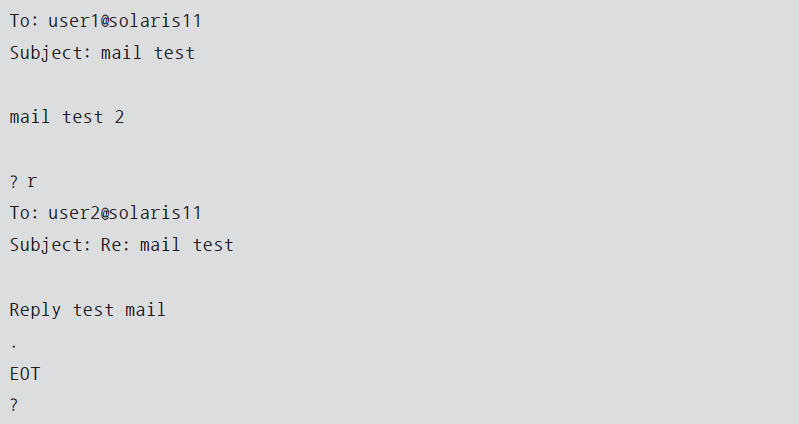 To: user1@solaris11
Subject: mail test
mail test 2
? r
To: user2@solaris11
Subject: Re: mail test
Reply test mail
.
EOT
?